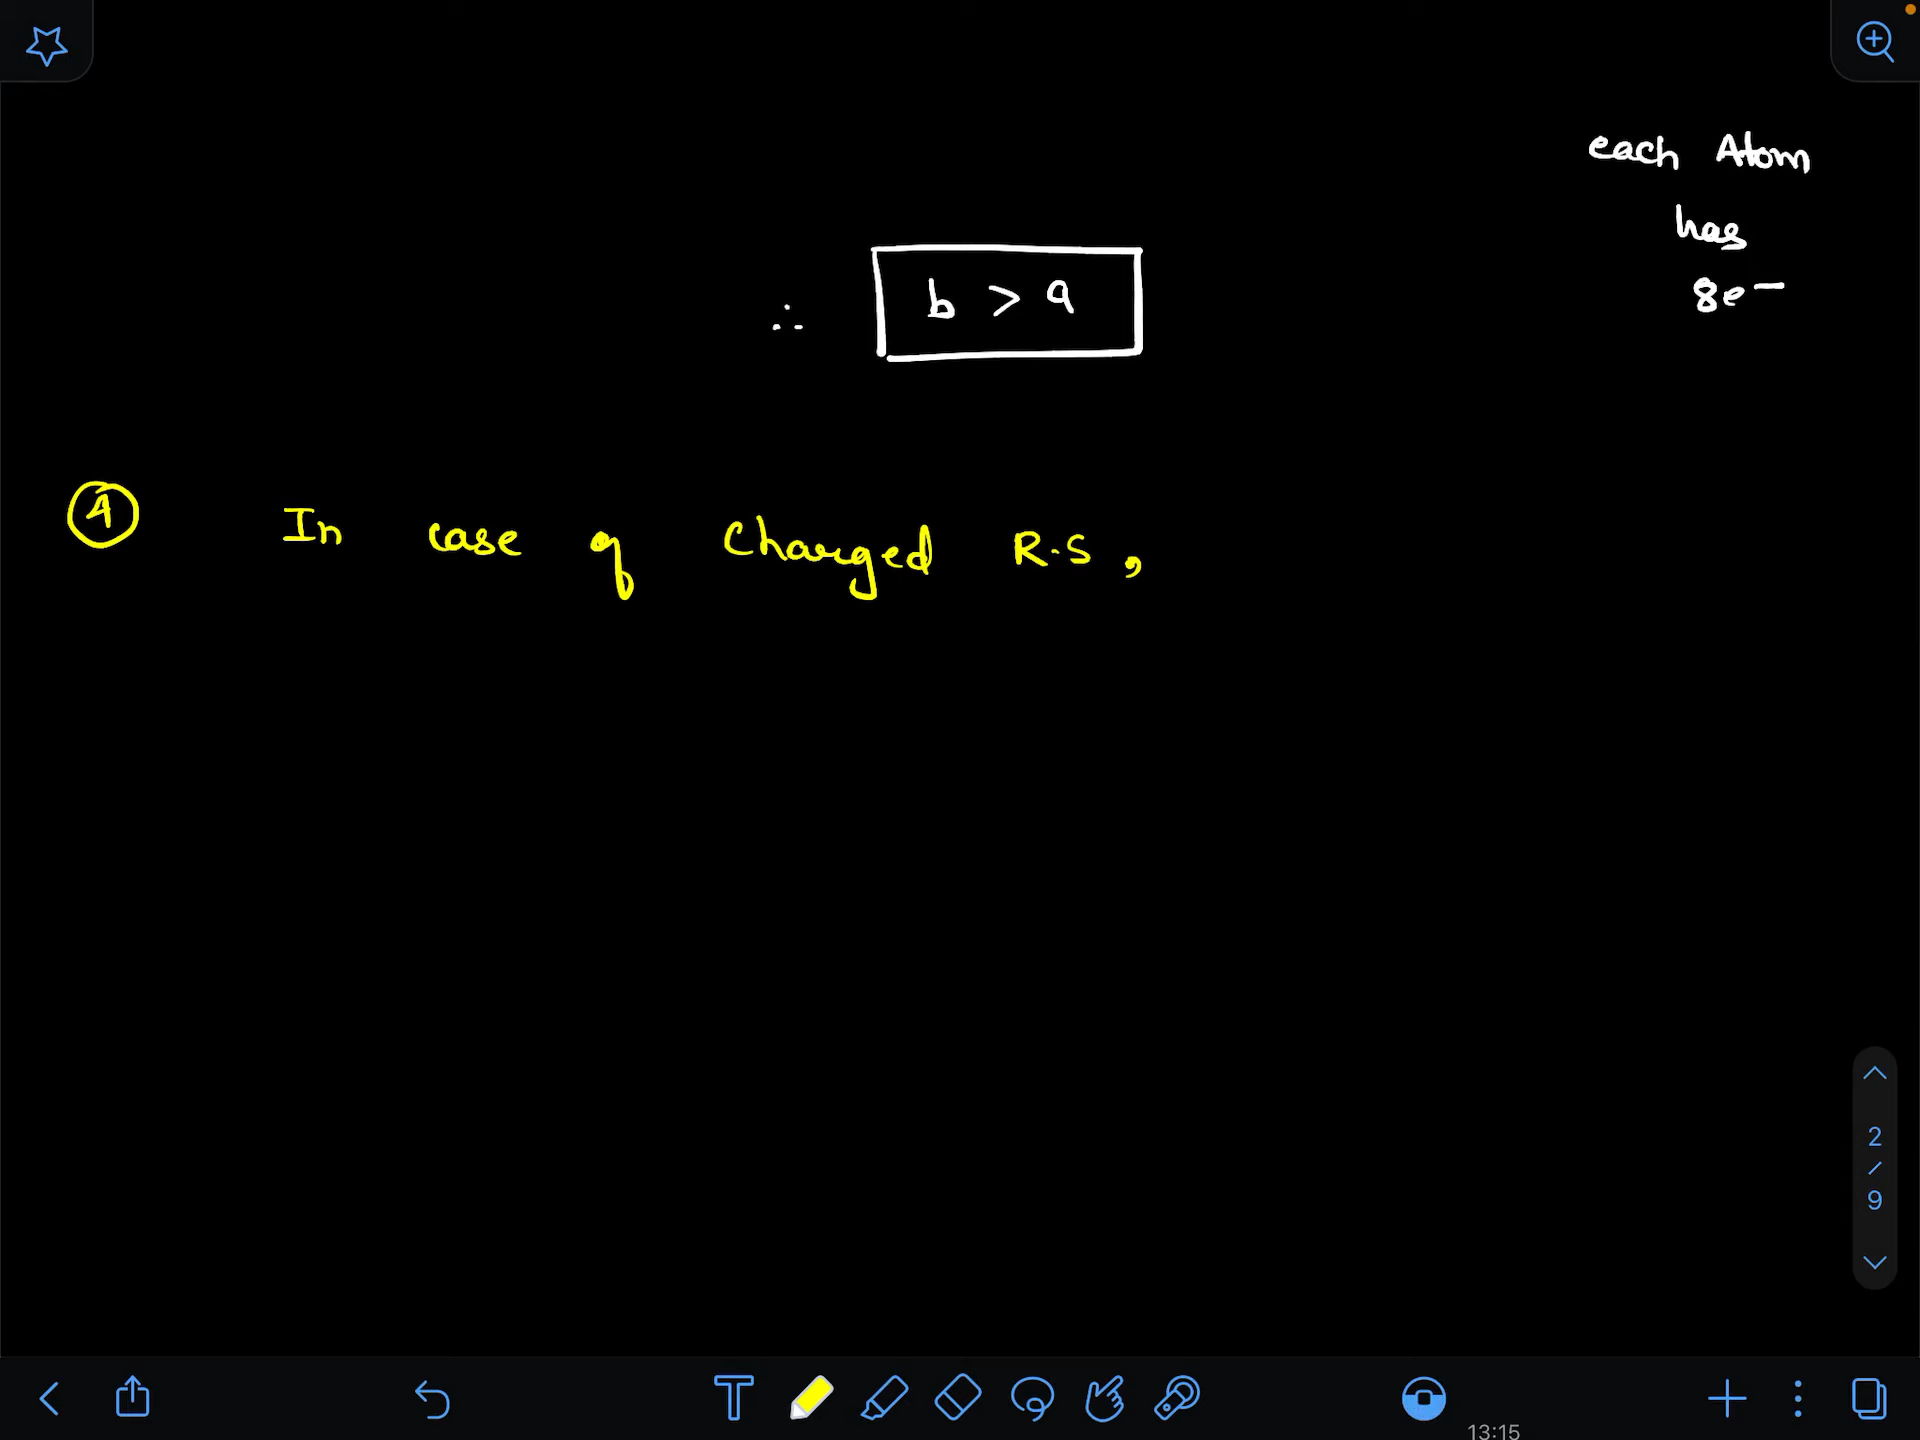 each Atom
has
8e⁻
∴ b > a
④ In case of Charged R.S,
2
/
9
13:15